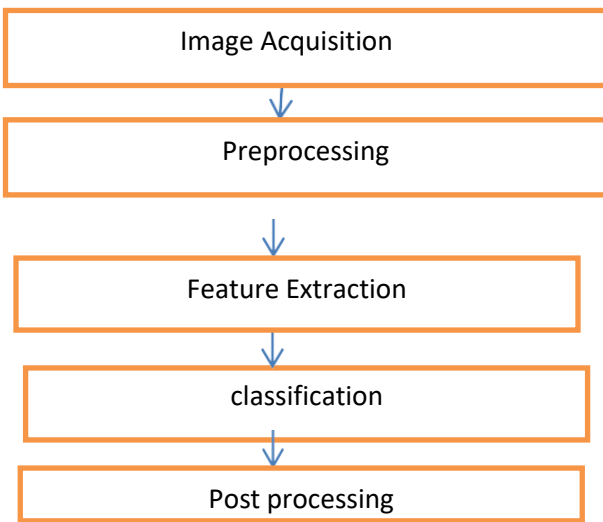 Image Acquisition
Preprocessing
Feature Extraction
classification
Post processing